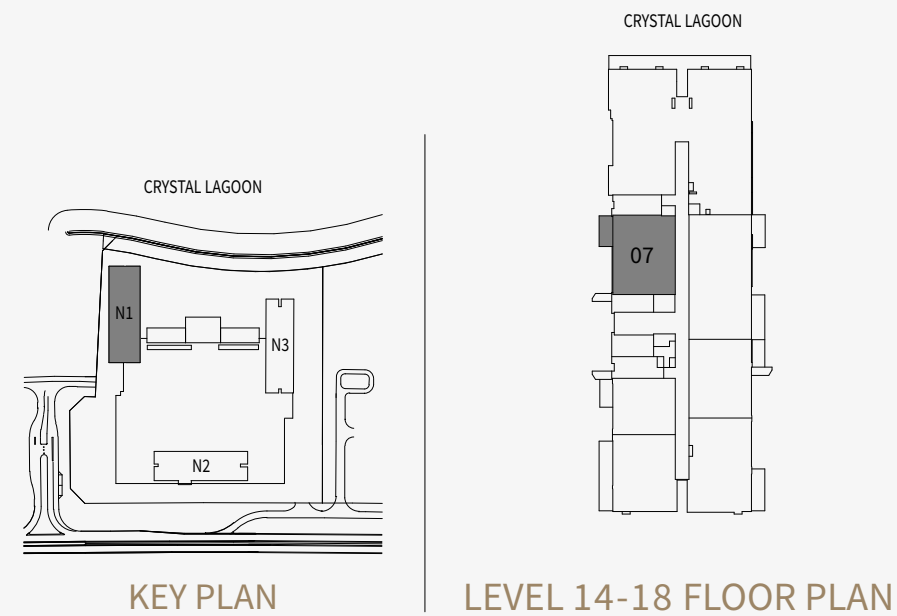 CRYSTAL LAGOON
N1
N3
N2
KEY PLAN
CRYSTAL LAGOON
07
LEVEL 14-18 FLOOR PLAN